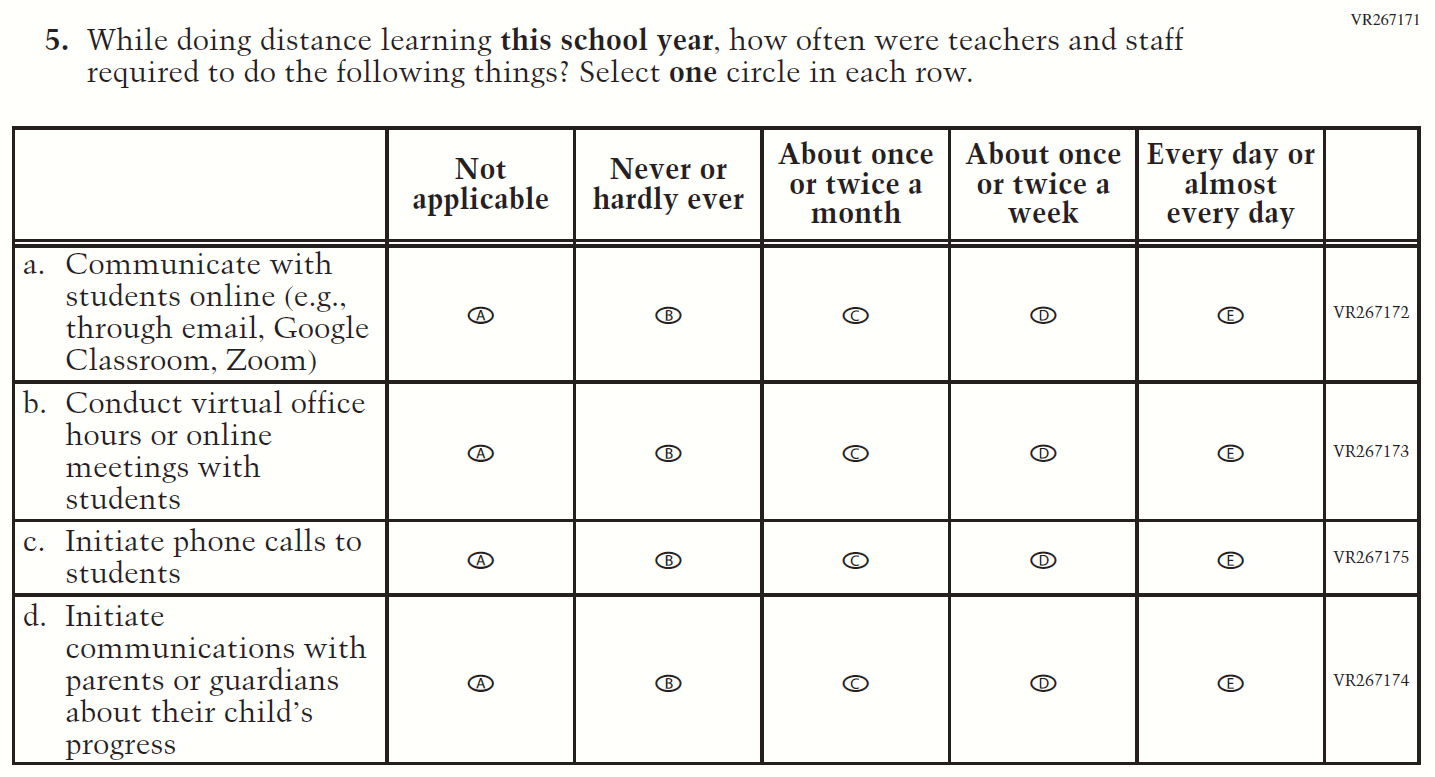 VR267171
5. While doing distance learning this school year, how often were teachers and staff
required to do the following things? Select one circle in each row.
Not
applicable
Never or
hardly ever
About once
or twice a
month
About once
or twice a
week
Every day or
almost
every day
a. Communicate with
students online (e.g.,
through email, Google
Classroom, Zoom)
A B C D E VR267172
b. Conduct virtual office
hours or online
meetings with
students
A B C D E VR267173
c. Initiate phone calls to
students
A B C D E VR267175
d. Initiate
communications with
parents or guardians
about their child’s
progress
A B C D E VR267174